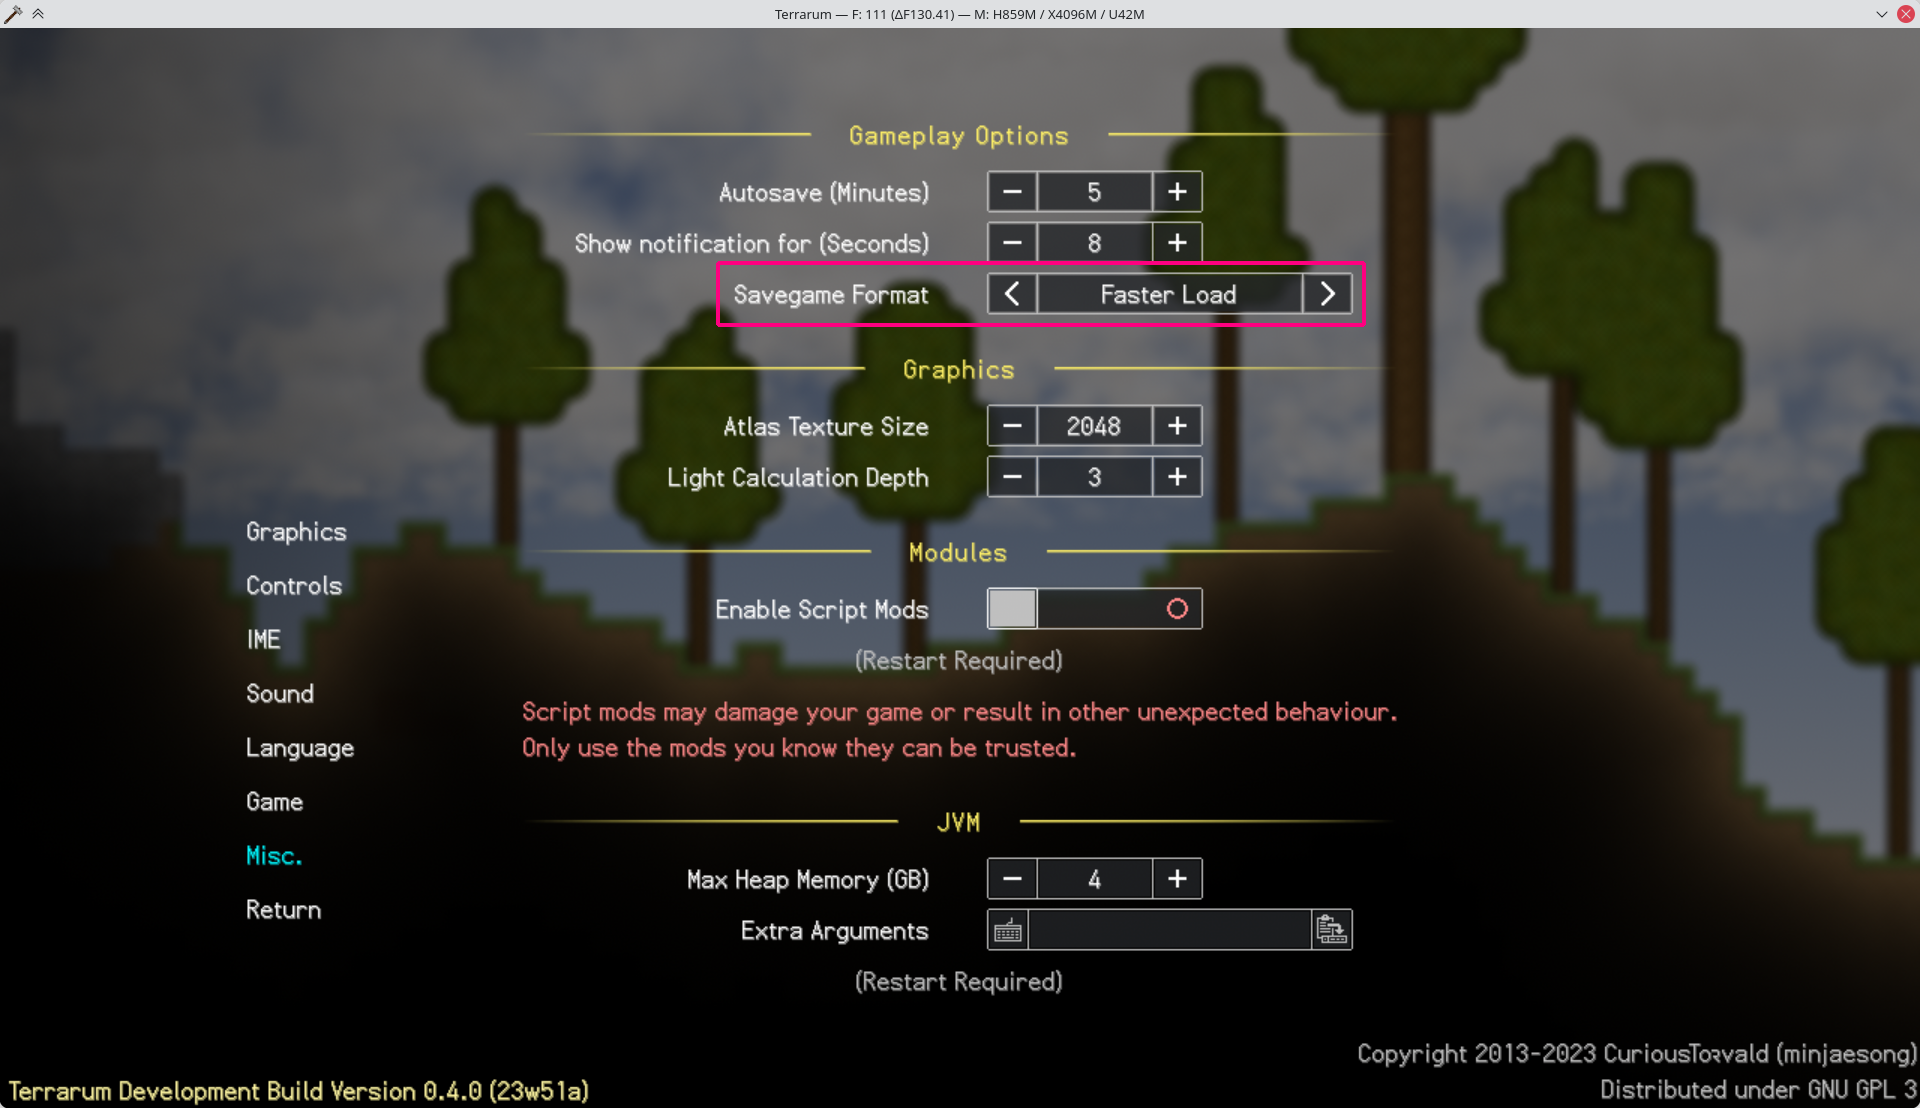 Terrarum — F: 111 (ΔF130.41) — M: H859M / X4096M / U42M
Gameplay Options
Autosave (Minutes) − 5 +
Show notification for (Seconds) − 8 +
Savegame Format < Faster Load >
Graphics
Atlas Texture Size − 2048 +
Light Calculation Depth − 3 +
Modules
Enable Script Mods
(Restart Required)
Script mods may damage your game or result in other unexpected behaviour.
Only use the mods you know they can be trusted.
JVM
Max Heap Memory (GB) − 4 +
Extra Arguments
(Restart Required)
Graphics
Controls
IME
Sound
Language
Game
Misc.
Return
Copyright 2013-2023 CuriousTorvald (minjaesong)
Distributed under GNU GPL 3
Terrarum Development Build Version 0.4.0 (23w51a)